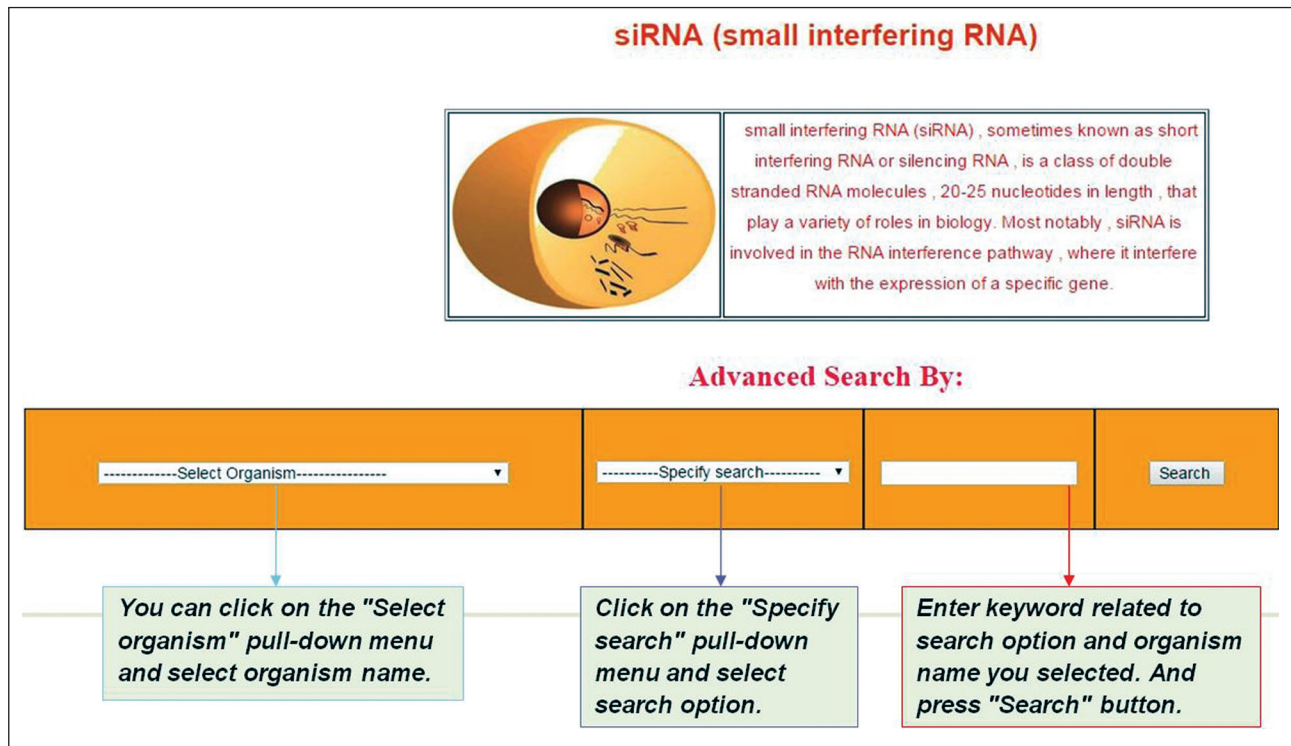 siRNA (small interfering RNA)
small interfering RNA (siRNA) , sometimes known as short
interfering RNA or silencing RNA , is a class of double
stranded RNA molecules , 20-25 nucleotides in length , that
play a variety of roles in biology. Most notably , siRNA is
involved in the RNA interference pathway , where it interfere
with the expression of a specific gene.
Advanced Search By:
-------------Select Organism---------------
----------Specify search----------
Search
You can click on the "Select
organism" pull-down menu
and select organism name.
Click on the "Specify
search" pull-down
menu and select
search option.
Enter keyword related to
search option and organism
name you selected. And
press "Search" button.